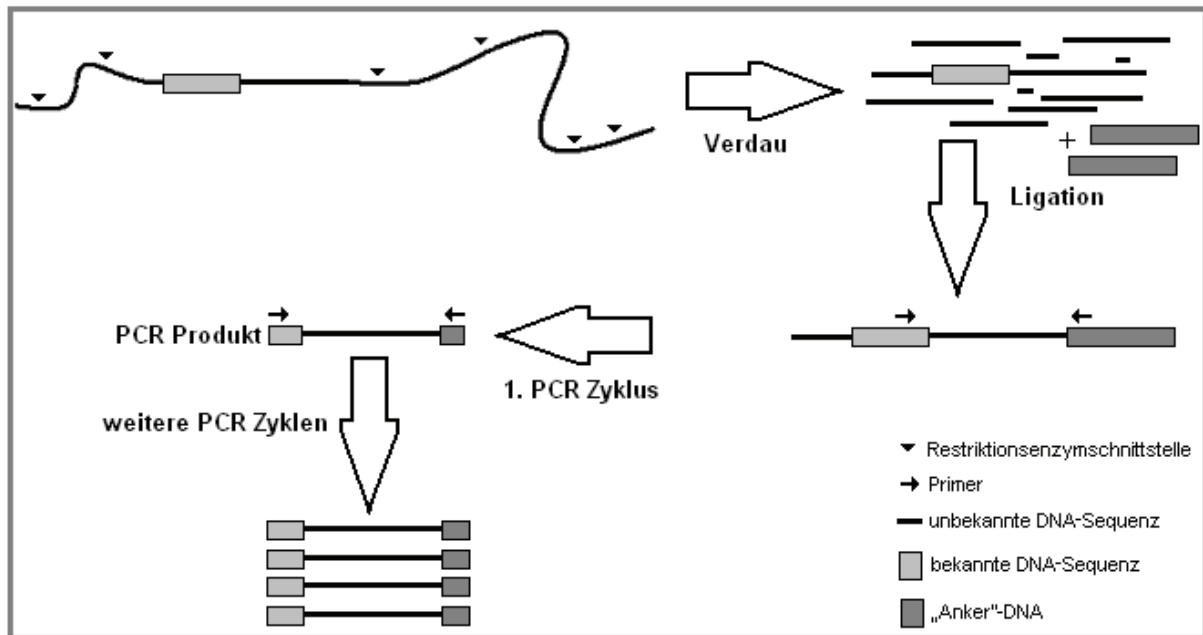 Verdau
+
Ligation
PCR Produkt
1. PCR Zyklus
weitere PCR Zyklen
Restriktionsenzymschnittstelle
Primer
unbekannte DNA-Sequenz
bekannte DNA-Sequenz
„Anker"-DNA